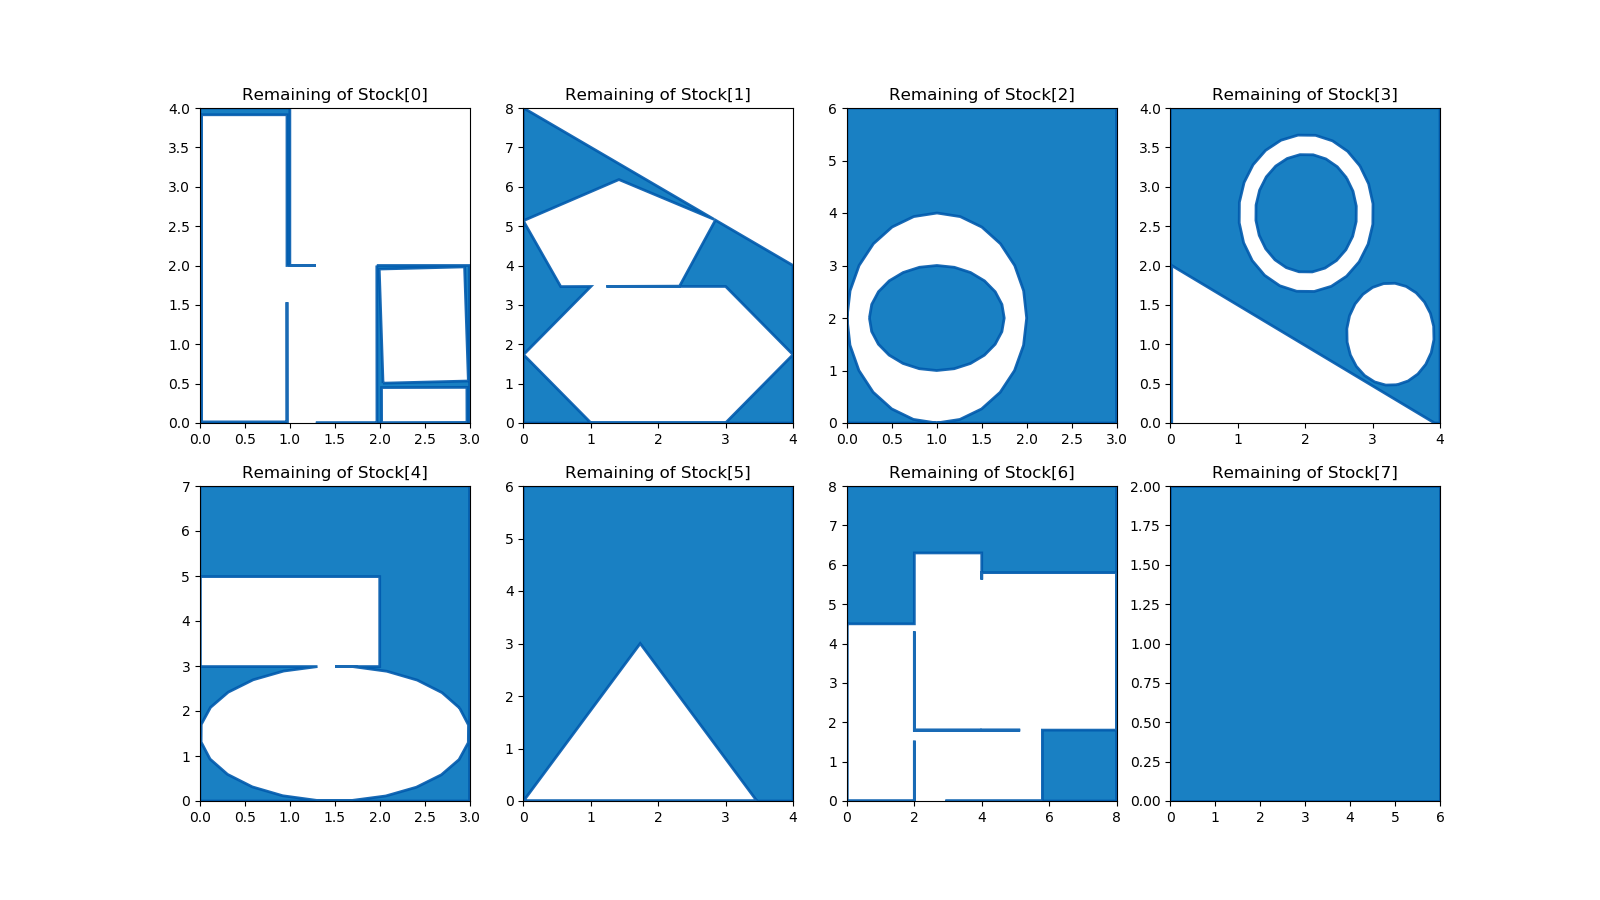 Remaining of Stock[0] Remaining of Stock[1] Remaining of Stock[2] Remaining of Stock[3]
4.0 8 6 4.0
3.5 7 3.5
5
3.0 6 3.0
2.5 5 4 2.5
2.0 4 3 2.0
1.5 3 1.5
2
1.0 2 1.0
0.5 1 1 0.5
0.0 0 0 0.0
0.0 0.5 1.0 1.5 2.0 2.5 3.0 0 1 2 3 4 0.0 0.5 1.0 1.5 2.0 2.5 3.0 0 1 2 3 4
Remaining of Stock[4] Remaining of Stock[5] Remaining of Stock[6] Remaining of Stock[7]
7 6 8 2.00
6 5 7 1.75
5 6 1.50
4 4 5 1.25
3 3 4 1.00
2 2 3 0.75
2 0.50
1 1 1 0.25
0 0 0 0.00
0.0 0.5 1.0 1.5 2.0 2.5 3.0 0 1 2 3 4 0 2 4 6 8 0 1 2 3 4 5 6